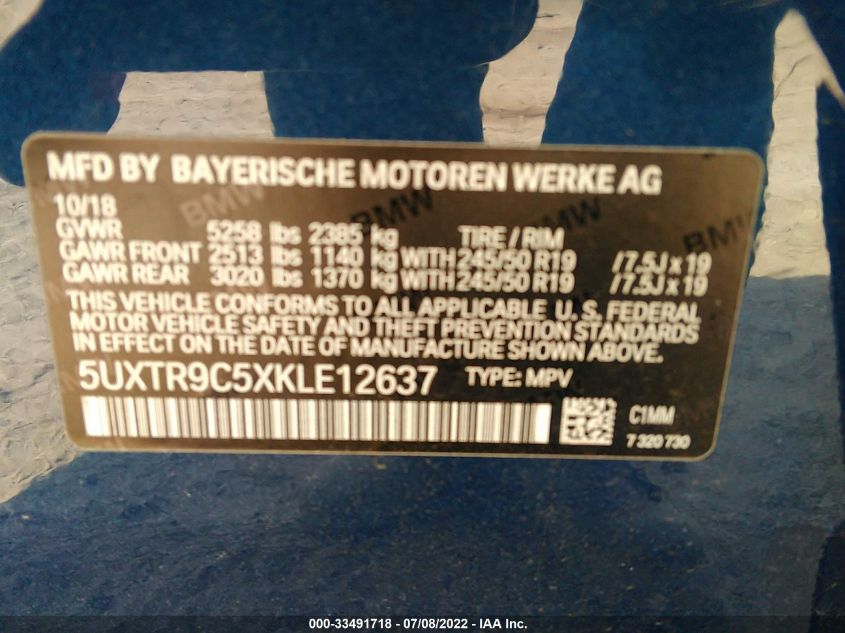 MFD BY BAYERISCHE MOTOREN WERKE AG
10/18
GVWR 5258 lbs 2385 kg TIRE / RIM
GAWR FRONT 2513 lbs 1140 kg WITH 245/50 R19 /7.5J x 19
GAWR REAR 3020 lbs 1370 kg WITH 245/50 R19 /7.5J x 19
THIS VEHICLE CONFORMS TO ALL APPLICABLE U. S. FEDERAL
MOTOR VEHICLE SAFETY AND THEFT PREVENTION STANDARDS
IN EFFECT ON THE DATE OF MANUFACTURE SHOWN ABOVE.
5UXTR9C5XKLE12637 TYPE: MPV
C1MM
7 320 730
BMW BMW BMW BMW
000-33491718 - 07/08/2022 - IAA Inc.